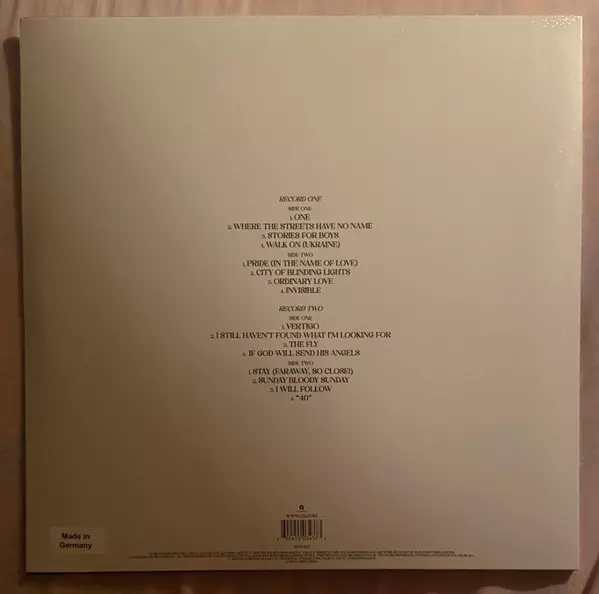 RECORD ONE
SIDE ONE
1. ONE
2. WHERE THE STREETS HAVE NO NAME
3. STORIES FOR BOYS
4. WALK ON (UKRAINE)
SIDE TWO
1. PRIDE (IN THE NAME OF LOVE)
2. CITY OF BLINDING LIGHTS
3. ORDINARY LOVE
4. INVISIBLE
RECORD TWO
SIDE ONE
1. VERTIGO
2. I STILL HAVEN'T FOUND WHAT I'M LOOKING FOR
3. THE FLY
4. IF GOD WILL SEND HIS ANGELS
SIDE TWO
1. STAY (FARAWAY, SO CLOSE!)
2. SUNDAY BLOODY SUNDAY
3. I WILL FOLLOW
4. "40"
WWW.U2.COM
Made in
Germany